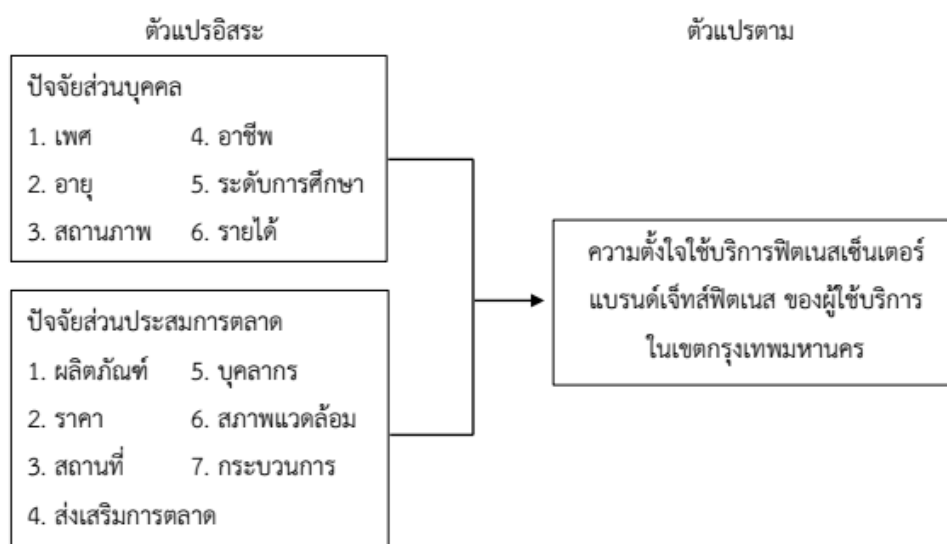 ตัวแปรอิสระ
ตัวแปรตาม
ปัจจัยส่วนบุคคล
1. เพศ 4. อาชีพ
2. อายุ 5. ระดับการศึกษา
3. สถานภาพ 6. รายได้
ปัจจัยส่วนประสมการตลาด
1. ผลิตภัณฑ์ 5. บุคลากร
2. ราคา 6. สภาพแวดล้อม
3. สถานที่ 7. กระบวนการ
4. ส่งเสริมการตลาด
ความตั้งใจใช้บริการฟิตเนสเซ็นเตอร์
แบรนด์เจ็ทส์ฟิตเนส ของผู้ใช้บริการ
ในเขตกรุงเทพมหานคร